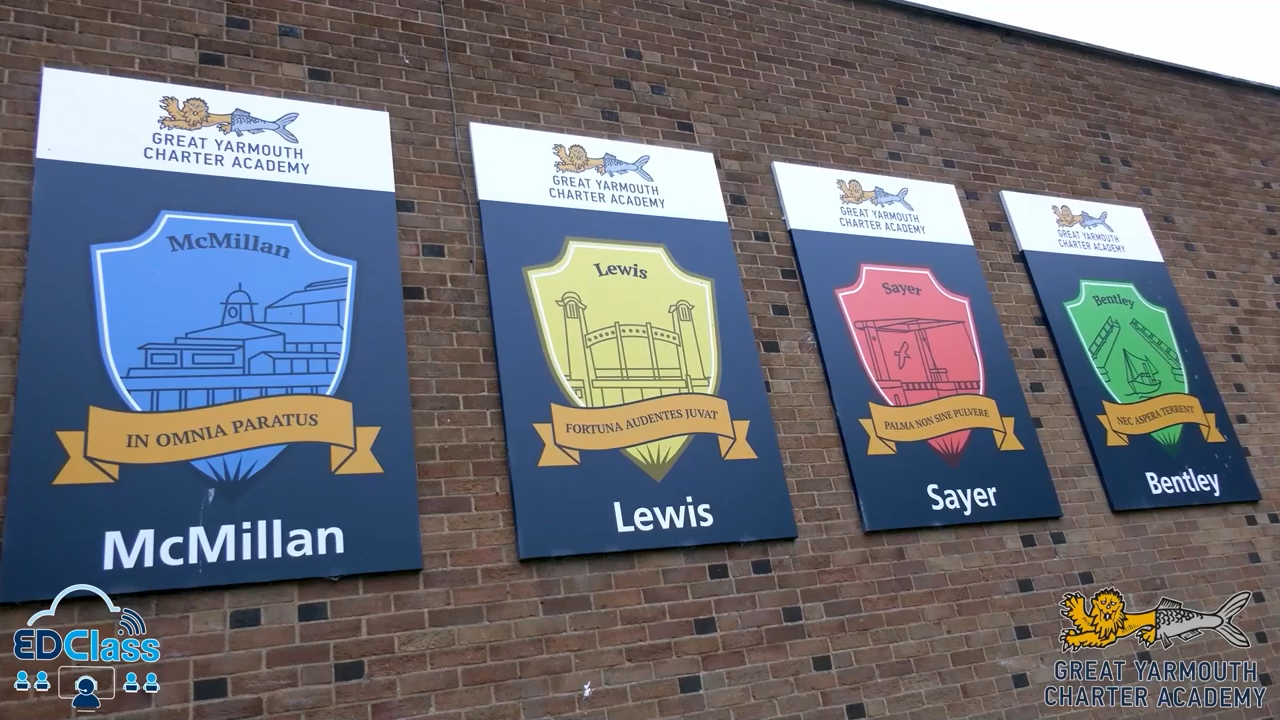 GREAT YARMOUTH
CHARTER ACADEMY
McMillan
IN OMNIA PARATUS
McMillan
GREAT YARMOUTH
CHARTER ACADEMY
Lewis
FORTUNA AUDENTES JUVAT
Lewis
GREAT YARMOUTH
CHARTER ACADEMY
Sayer
PALMA NON SINE PULVERE
Sayer
GREAT YARMOUTH
CHARTER ACADEMY
Bentley
NEC ASPERA TERRENT
Bentley
EDClass
GREAT YARMOUTH
CHARTER ACADEMY